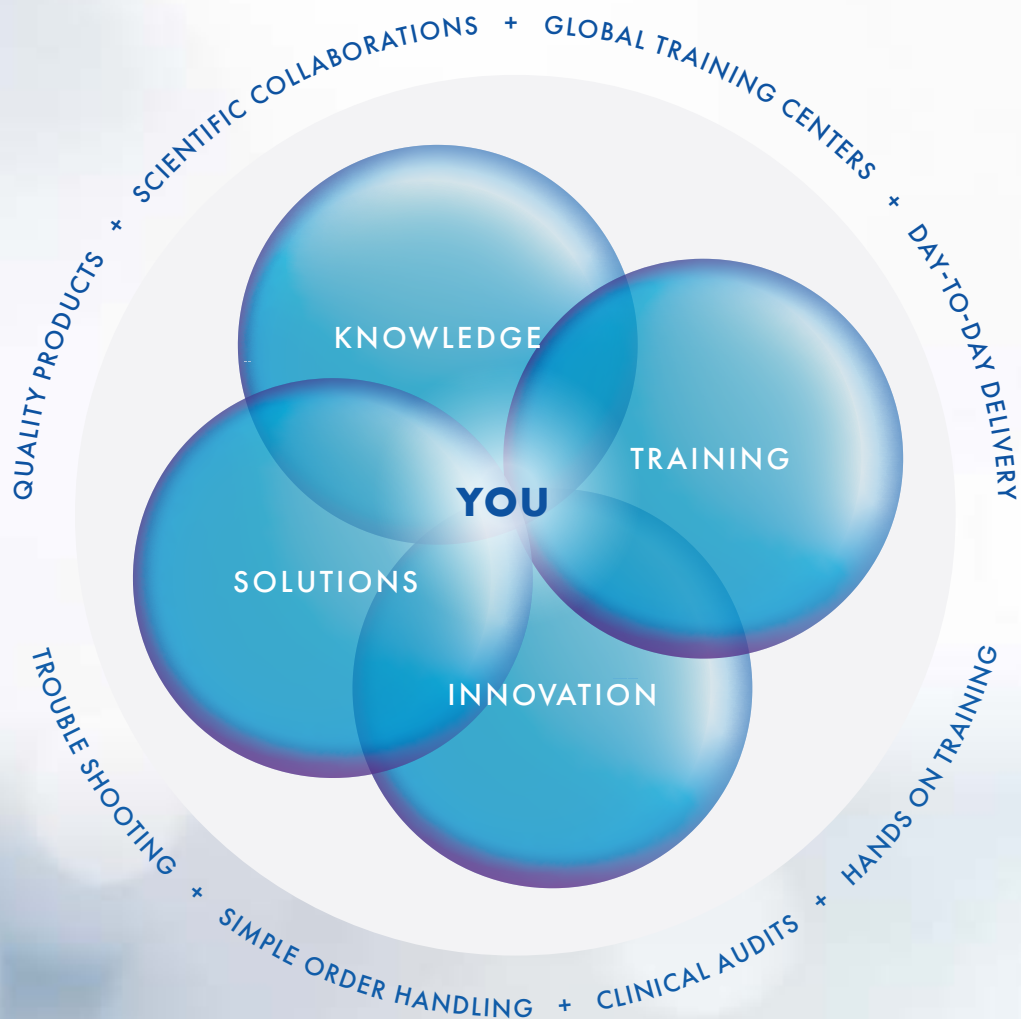 QUALITY PRODUCTS + SCIENTIFIC COLLABORATIONS + GLOBAL TRAINING CENTERS + DAY-TO-DAY DELIVERY
KNOWLEDGE
TRAINING
YOU
SOLUTIONS
INNOVATION
TROUBLE SHOOTING + SIMPLE ORDER HANDLING + CLINICAL AUDITS + HANDS ON TRAINING